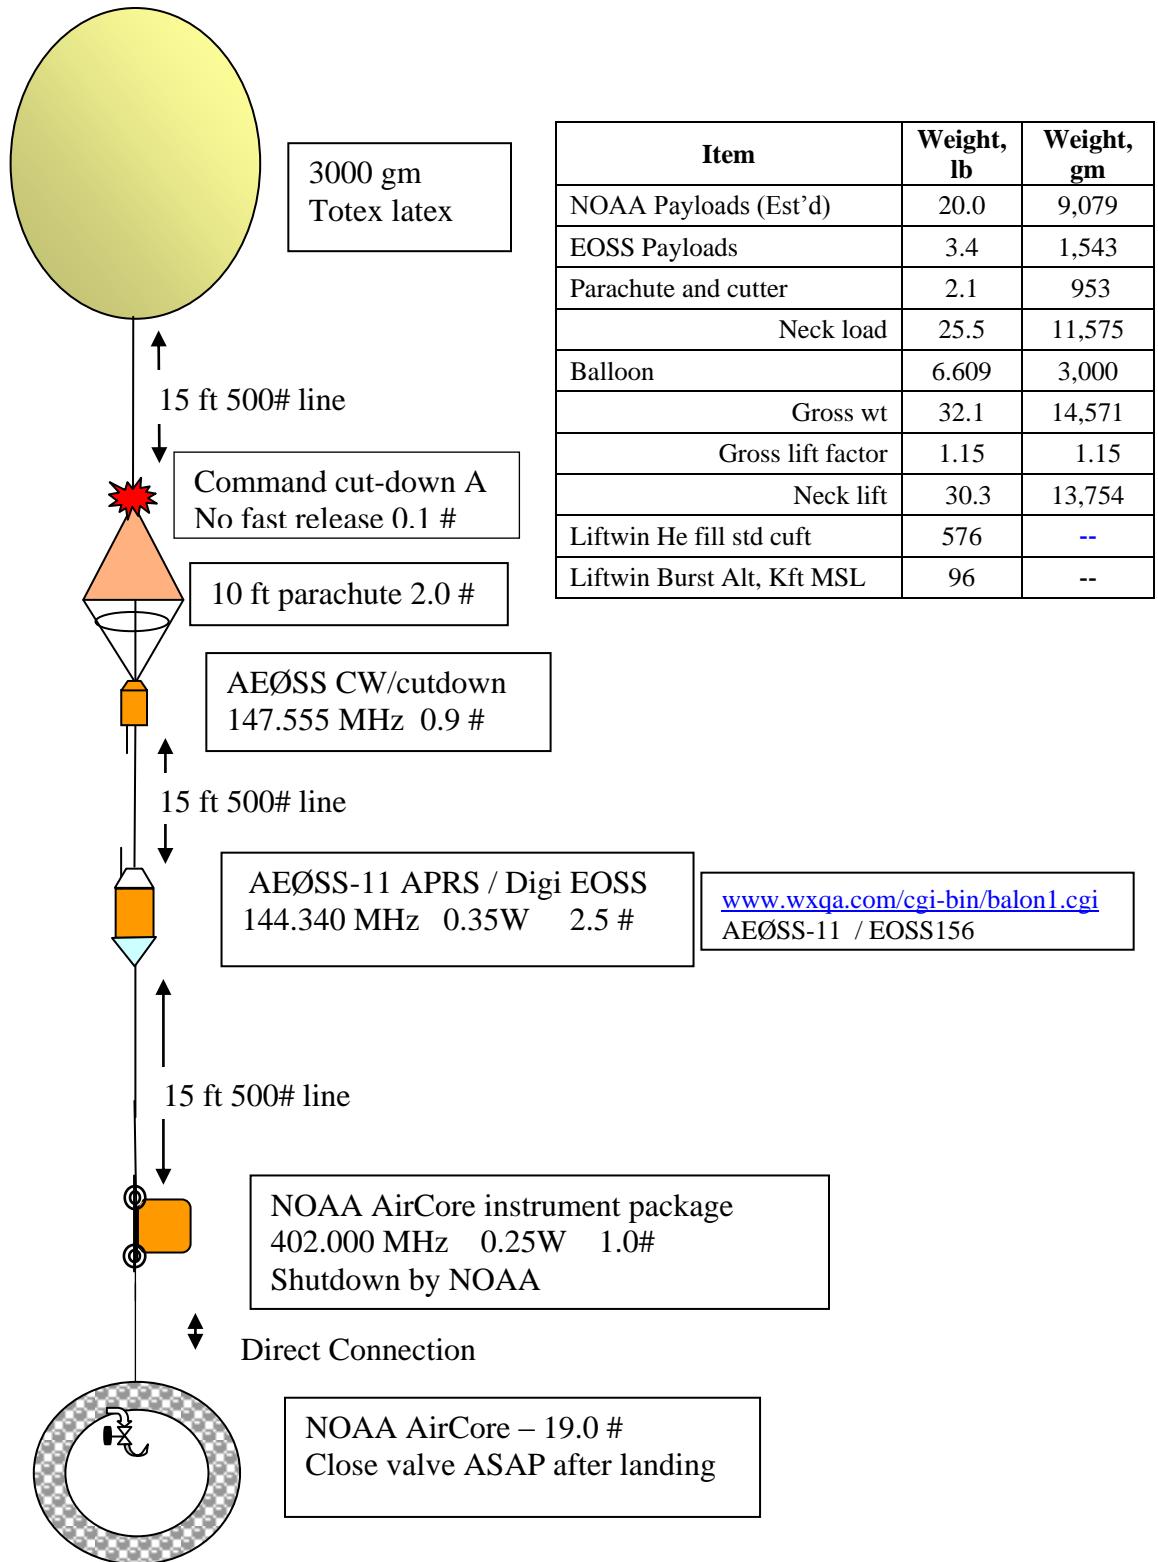 3000 gm
Totex latex
Item Weight, lb Weight, gm
NOAA Payloads (Est’d) 20.0 9,079
EOSS Payloads 3.4 1,543
Parachute and cutter 2.1 953
Neck load 25.5 11,575
Balloon 6.609 3,000
Gross wt 32.1 14,571
Gross lift factor 1.15 1.15
Neck lift 30.3 13,754
Liftwin He fill std cuft 576 --
Liftwin Burst Alt, Kft MSL 96 --
15 ft 500# line
Command cut-down A
No fast release 0.1 #
10 ft parachute 2.0 #
AEØSS CW/cutdown
147.555 MHz 0.9 #
15 ft 500# line
AEØSS-11 APRS / Digi EOSS
144.340 MHz 0.35W 2.5 #
www.wxqa.com/cgi-bin/balon1.cgi
AEØSS-11 / EOSS156
15 ft 500# line
NOAA AirCore instrument package
402.000 MHz 0.25W 1.0#
Shutdown by NOAA
Direct Connection
NOAA AirCore – 19.0 #
Close valve ASAP after landing